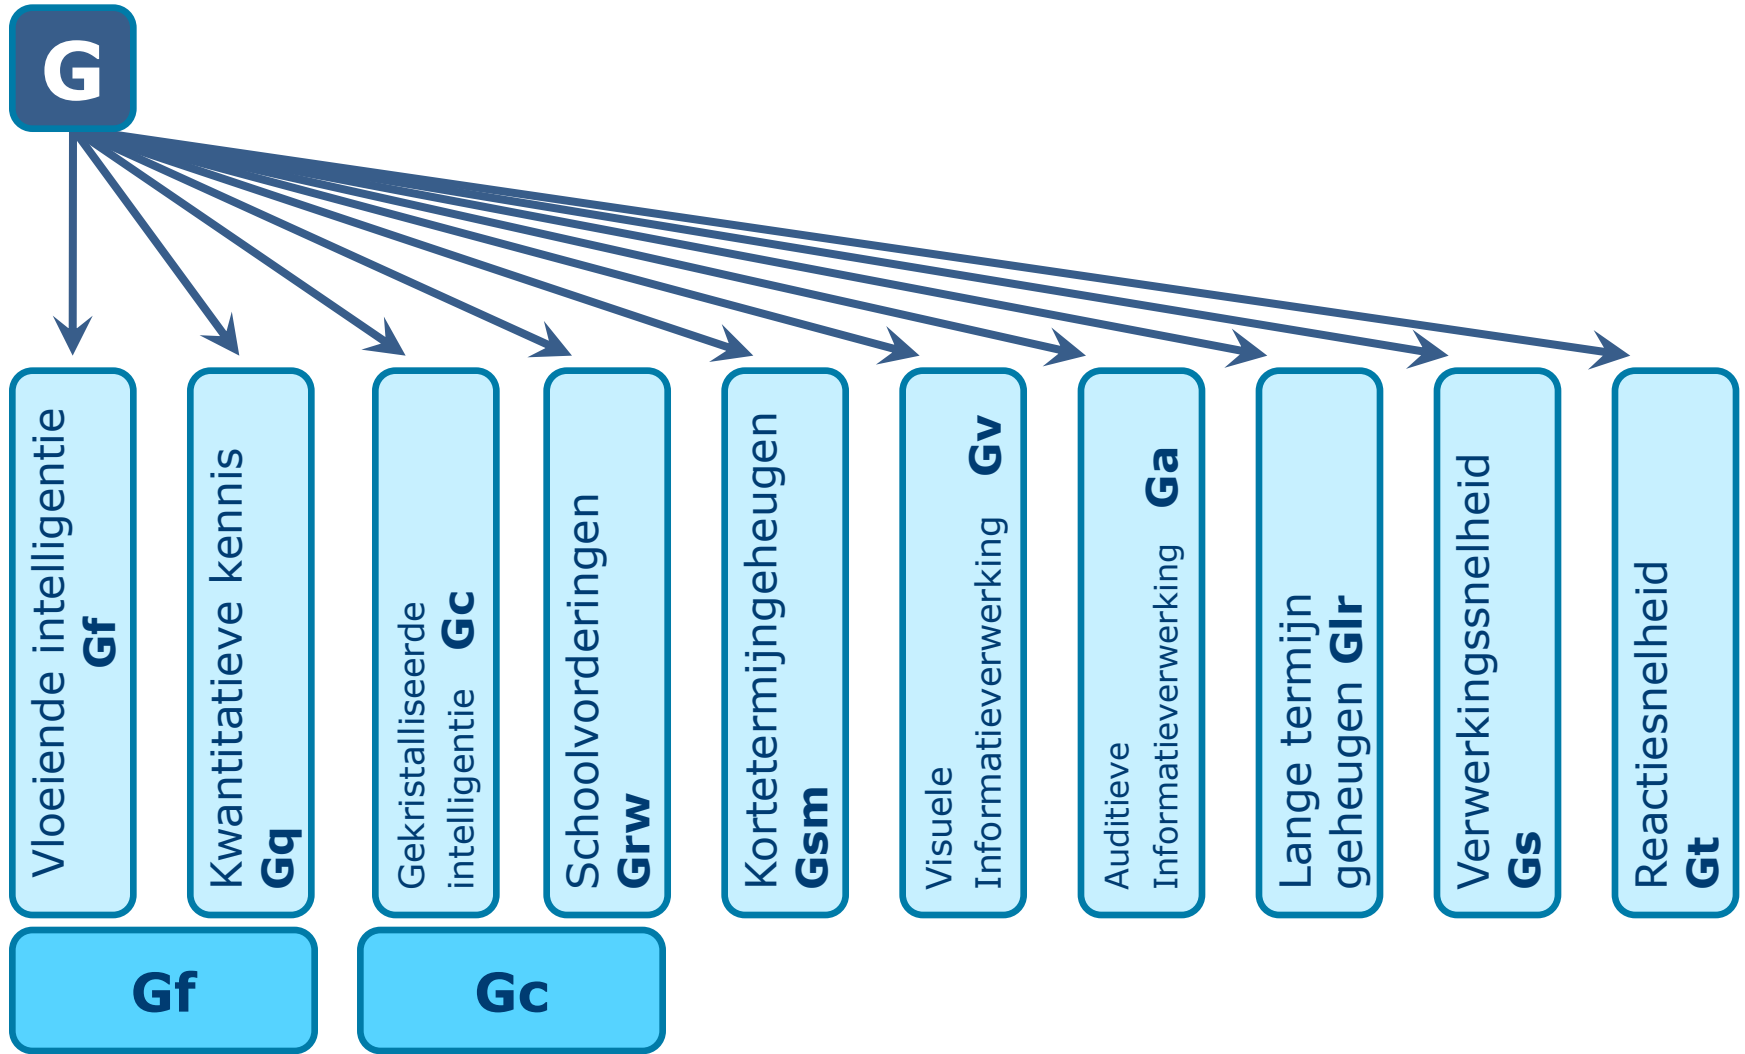 G
Vloeiende intelligentie
Gf
Kwantitatieve kennis
Gq
Gekristalliseerde
intelligentie Gc
Schoolvorderingen
Grw
Kortetermijngeheugen
Gsm
Visuele
Informatieverwerking Gv
Auditieve
Informatieverwerking Ga
Lange termijn
geheugen Glr
Verwerkingssnelheid
Gs
Reactiesnelheid
Gt
Gf
Gc